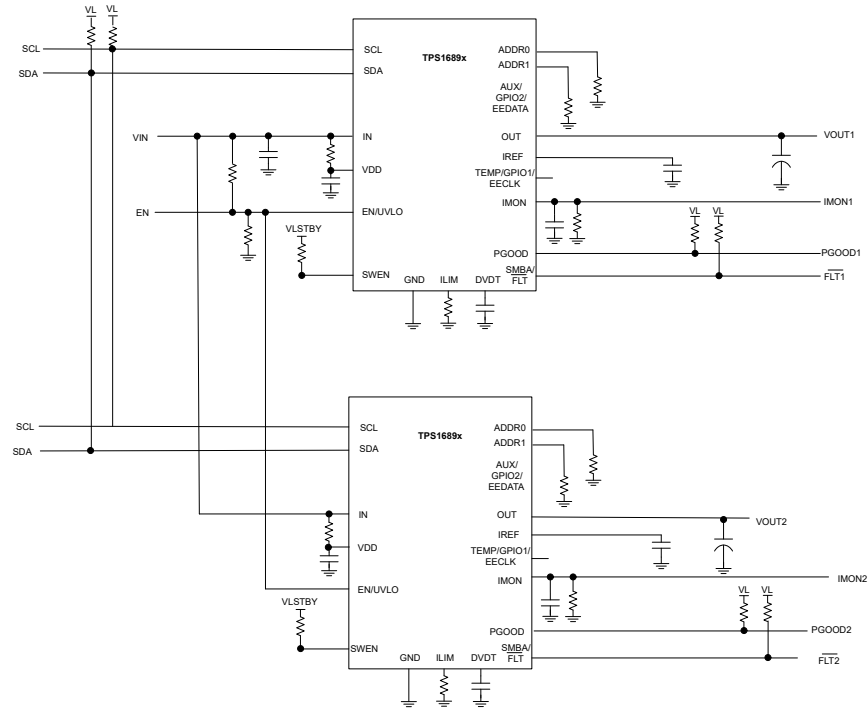 VL VL
SCL
SDA
SCL
SDA
TPS1689x
ADDR0
ADDR1
AUX/
GPIO2/
EEDATA
VIN
IN
OUT
VOUT1
VDD
IREF
TEMP/GPIO1/
EECLK
EN
EN/UVLO
IMON
IMON1
VLSTBY
VL VL
PGOOD
PGOOD1
SWEN
GND ILIM DVDT
SMBA/
FLT
FLT1
SCL
SDA
SCL
SDA
TPS1689x
ADDR0
ADDR1
AUX/
GPIO2/
EEDATA
IN
OUT
VOUT2
VDD
IREF
TEMP/GPIO1/
EECLK
EN/UVLO
IMON
IMON2
VLSTBY
VL VL
PGOOD
PGOOD2
SWEN
GND ILIM DVDT
SMBA/
FLT
FLT2